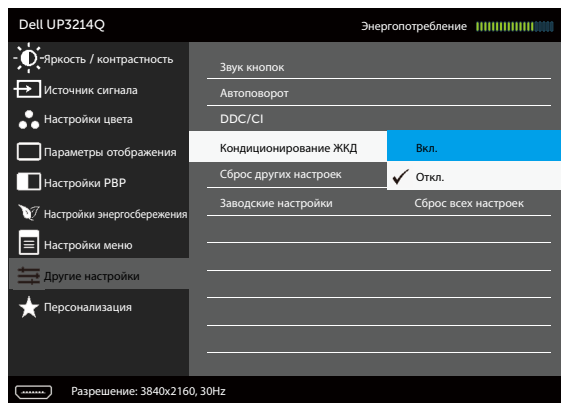 Dell UP3214Q
Энергопотребление
Яркость / контрастность
Источник сигнала
Настройки цвета
Параметры отображения
Настройки PBP
Настройки энергосбережения
Настройки меню
Другие настройки
Персонализация
Звук кнопок
Автоповорот
DDC/CI
Кондиционирование ЖКД
Вкл.
Сброс других настроек
Откл.
Заводские настройки
Сброс всех настроек
Разрешение: 3840x2160, 30Hz